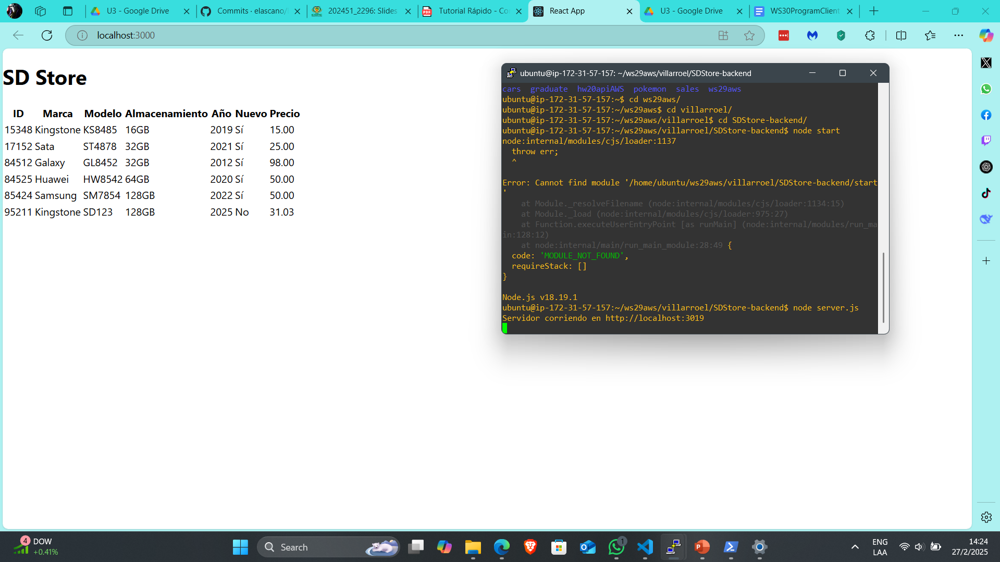 U3 - Google Drive
Commits · elascano/
202451_2296: Slides
Tutorial Rápido - Co
React App
U3 - Google Drive
WS30ProgramClient
localhost:3000
SD Store
ID Marca Modelo Almacenamiento Año Nuevo Precio
15348 Kingstone KS8485 16GB 2019 Sí 15.00
17152 Sata ST4878 32GB 2021 Sí 25.00
84512 Galaxy GL8452 32GB 2012 Sí 98.00
84525 Huawei HW8542 64GB 2020 Sí 50.00
85424 Samsung SM7854 128GB 2022 Sí 50.00
95211 Kingstone SD123 128GB 2025 No 31.03
ubuntu@ip-172-31-57-157: ~/ws29aws/villarroel/SDStore-backend
cars graduate hw20apiAWS pokemon sales ws29aws
ubuntu@ip-172-31-57-157:~$ cd ws29aws/
ubuntu@ip-172-31-57-157:~/ws29aws$ cd villarroel/
ubuntu@ip-172-31-57-157:~/ws29aws/villarroel$ cd SDStore-backend/
ubuntu@ip-172-31-57-157:~/ws29aws/villarroel/SDStore-backend$ node start
node:internal/modules/cjs/loader:1137
throw err;
^
Error: Cannot find module '/home/ubuntu/ws29aws/villarroel/SDStore-backend/start
'
at Module._resolveFilename (node:internal/modules/cjs/loader:1134:15)
at Module._load (node:internal/modules/cjs/loader:975:27)
at Function.executeUserEntryPoint [as runMain] (node:internal/modules/run_ma
in:128:12)
at node:internal/main/run_main_module:28:49 {
code: 'MODULE_NOT_FOUND',
requireStack: []
}
Node.js v18.19.1
ubuntu@ip-172-31-57-157:~/ws29aws/villarroel/SDStore-backend$ node server.js
Servidor corriendo en http://localhost:3019
4
DOW
+0.41%
Search
1
ENG
LAA
14:24
27/2/2025